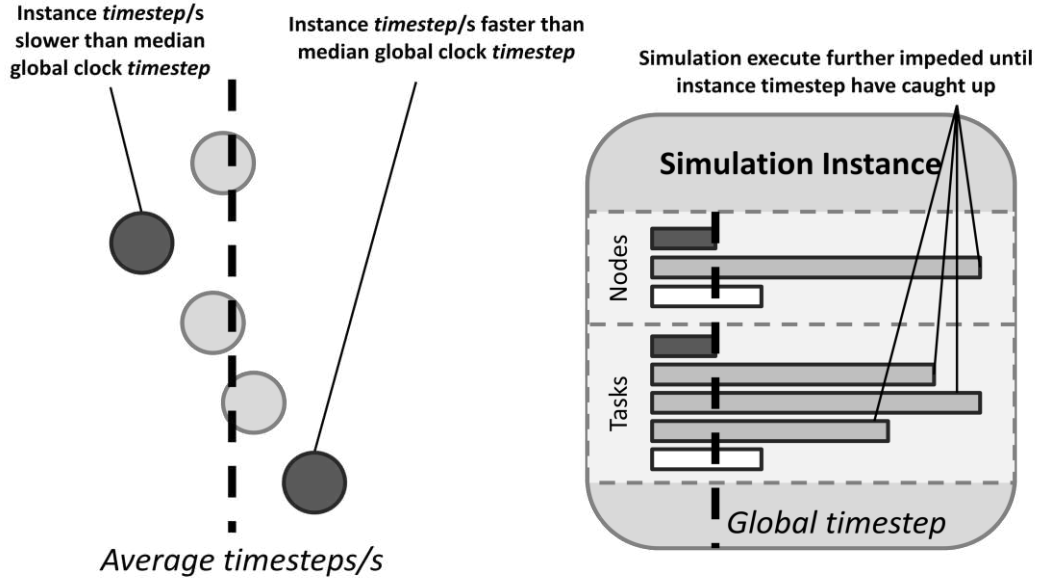 Instance timestep/s
slower than median
global clock timestep
Instance timestep/s faster than
median global clock timestep
Average timesteps/s
Simulation execute further impeded until
instance timestep have caught up
Simulation Instance
Nodes
Tasks
Global timestep